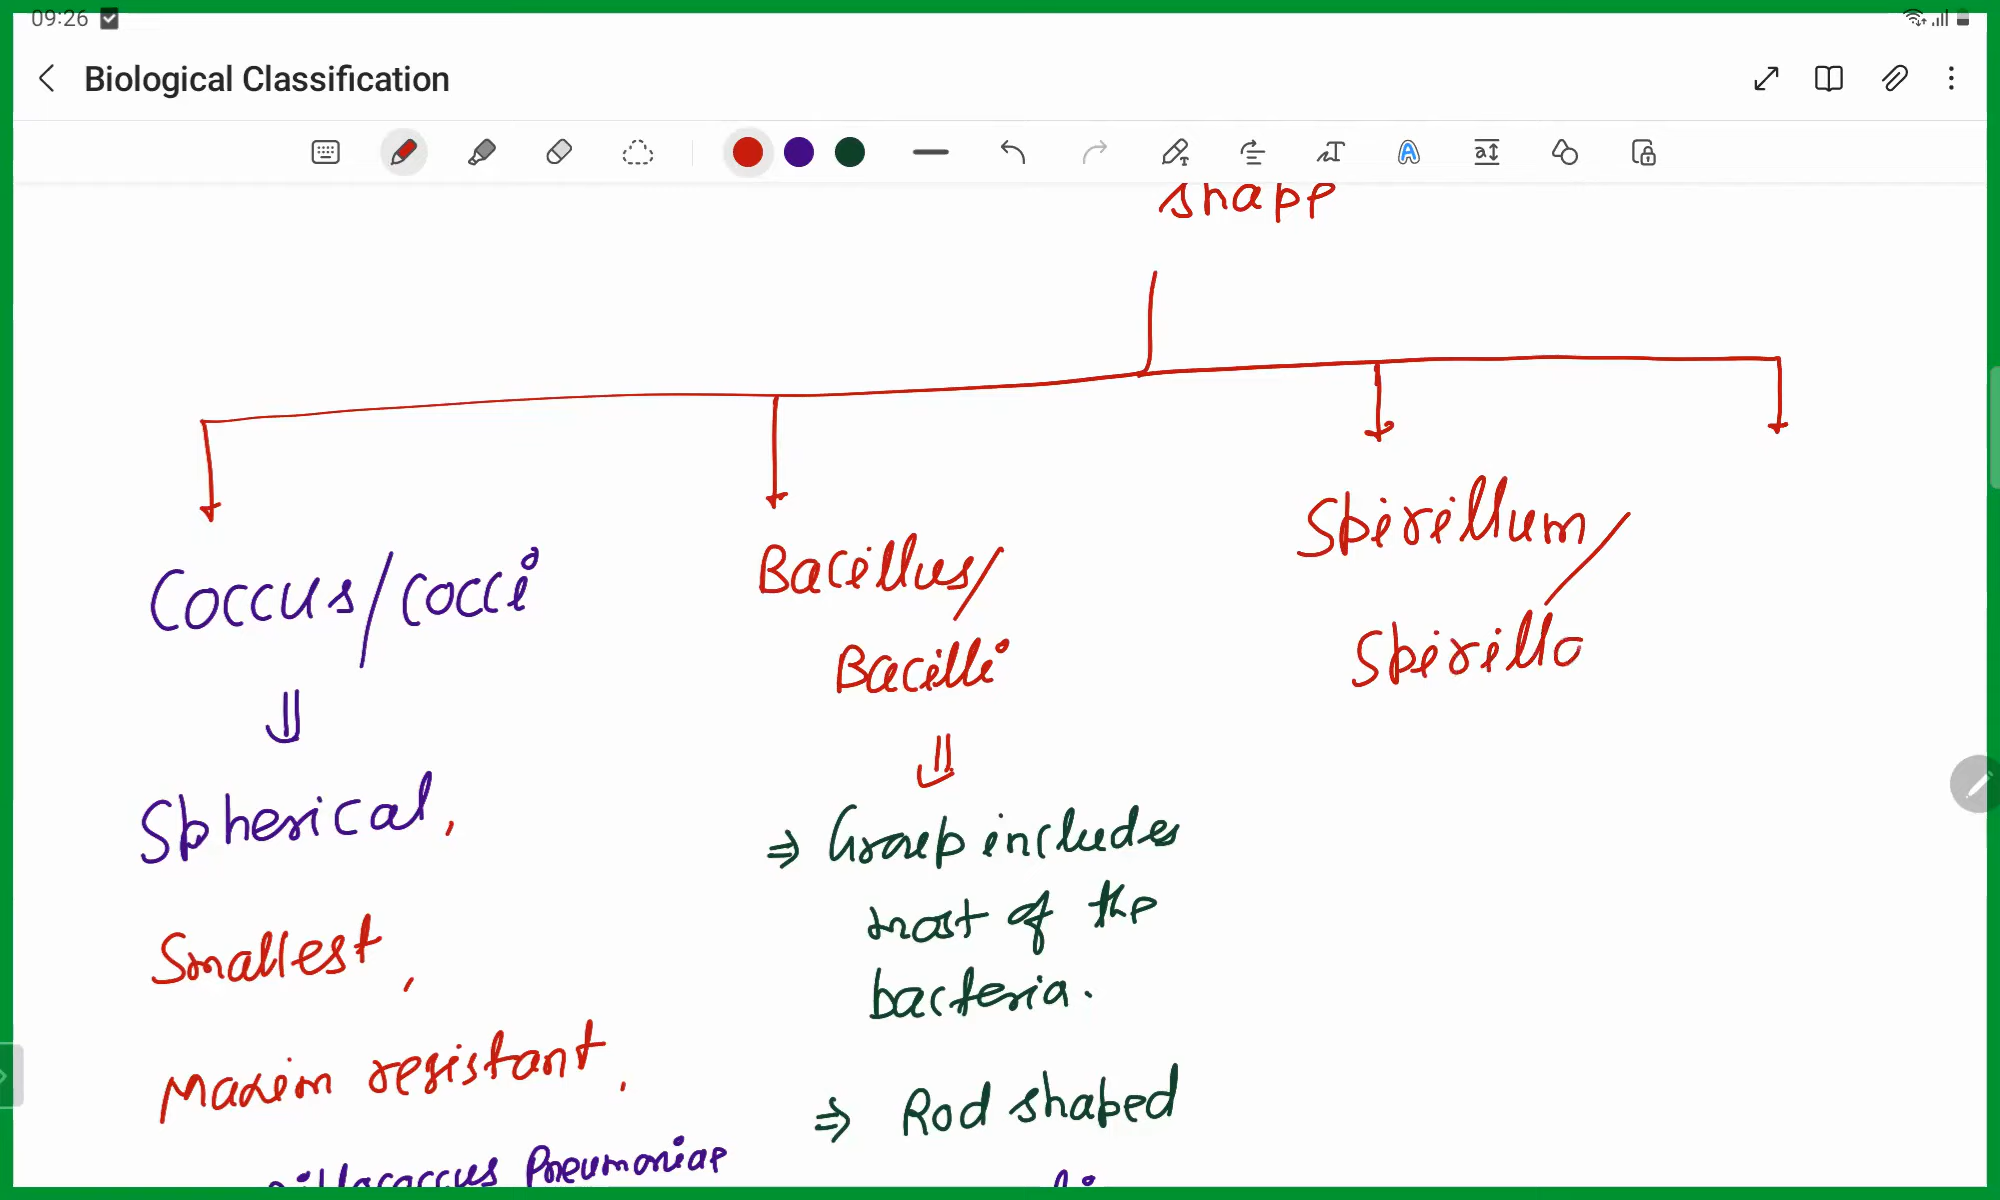 09:26
Biological Classification
shape
Coccus/cocci
Bacillus/
Bacilli
Spirillum/
Spirilla
Spherical,
Smallest,
Maxim resistant,
Pneumoniae
⇒ Group includes
most of the
bacteria.
⇒ Rod shaped